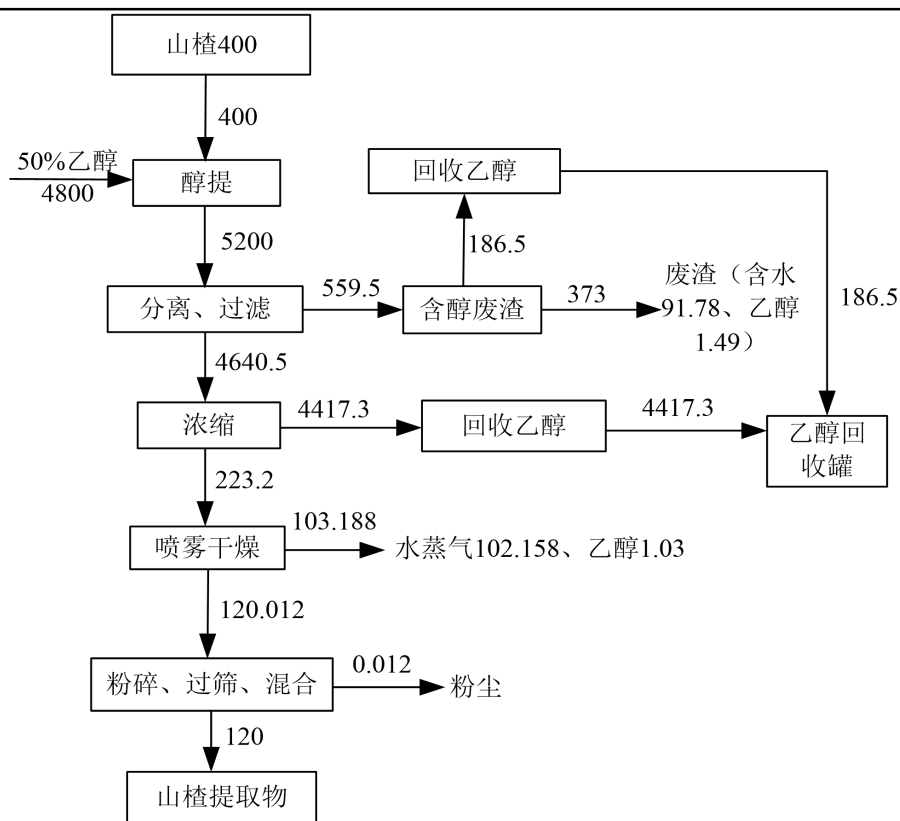 山楂400
400
50%乙醇
4800
醇提
回收乙醇
5200
186.5
分离、过滤
559.5
含醇废渣
373
废渣（含水
91.78、乙醇
1.49）
186.5
4640.5
浓缩
4417.3
回收乙醇
4417.3
乙醇回
收罐
223.2
喷雾干燥
103.188
水蒸气102.158、乙醇1.03
120.012
粉碎、过筛、混合
0.012
粉尘
120
山楂提取物